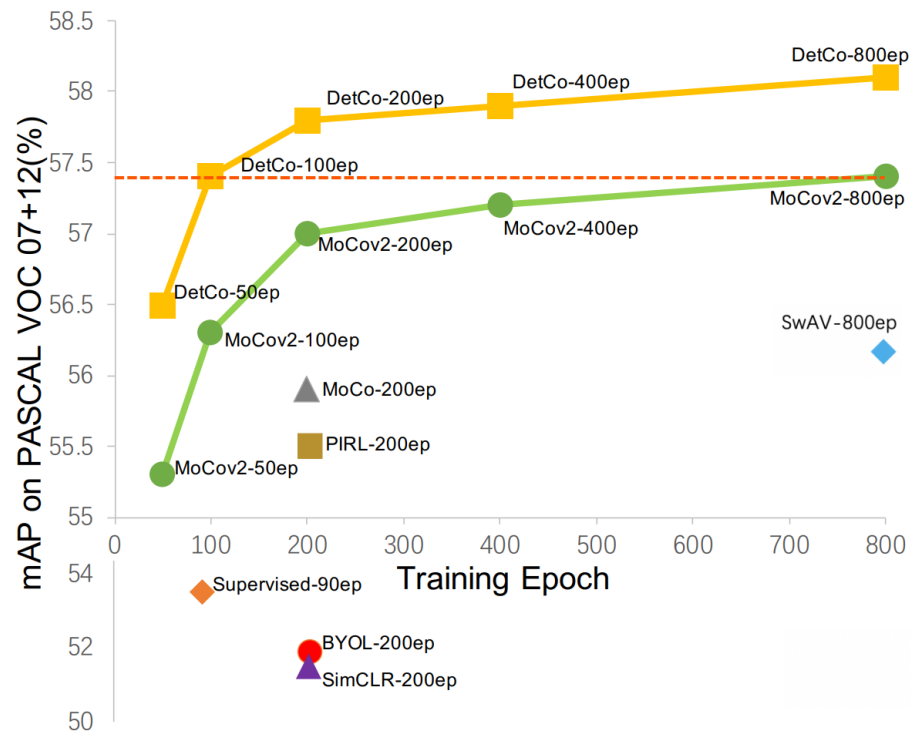 58.5
DetCo-800ep
58
DetCo-200ep
DetCo-400ep
57.5
DetCo-100ep
MoCov2-800ep
57
MoCov2-200ep
MoCov2-400ep
56.5
DetCo-50ep
MoCov2-100ep
SwAV-800ep
56
MoCo-200ep
55.5
PIRL-200ep
MoCov2-50ep
55
0 100 200 300 400 500 600 700 800
mAP on PASCAL VOC 07+12(%)
Training Epoch
54
Supervised-90ep
52
BYOL-200ep
SimCLR-200ep
50